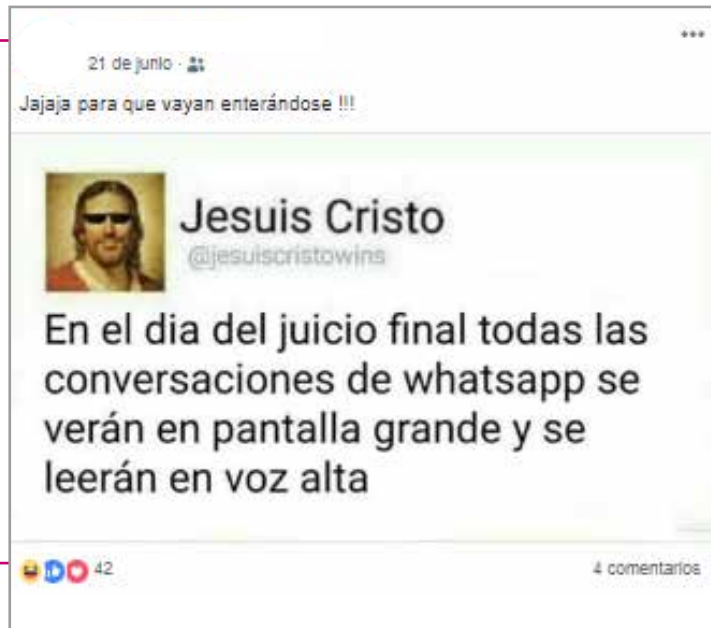 21 de junio ·
Jajaja para que vayan enterándose !!!
Jesuis Cristo
@jesuiscristowins
En el dia del juicio final todas las
conversaciones de whatsapp se
verán en pantalla grande y se
leerán en voz alta
42
4 comentarios